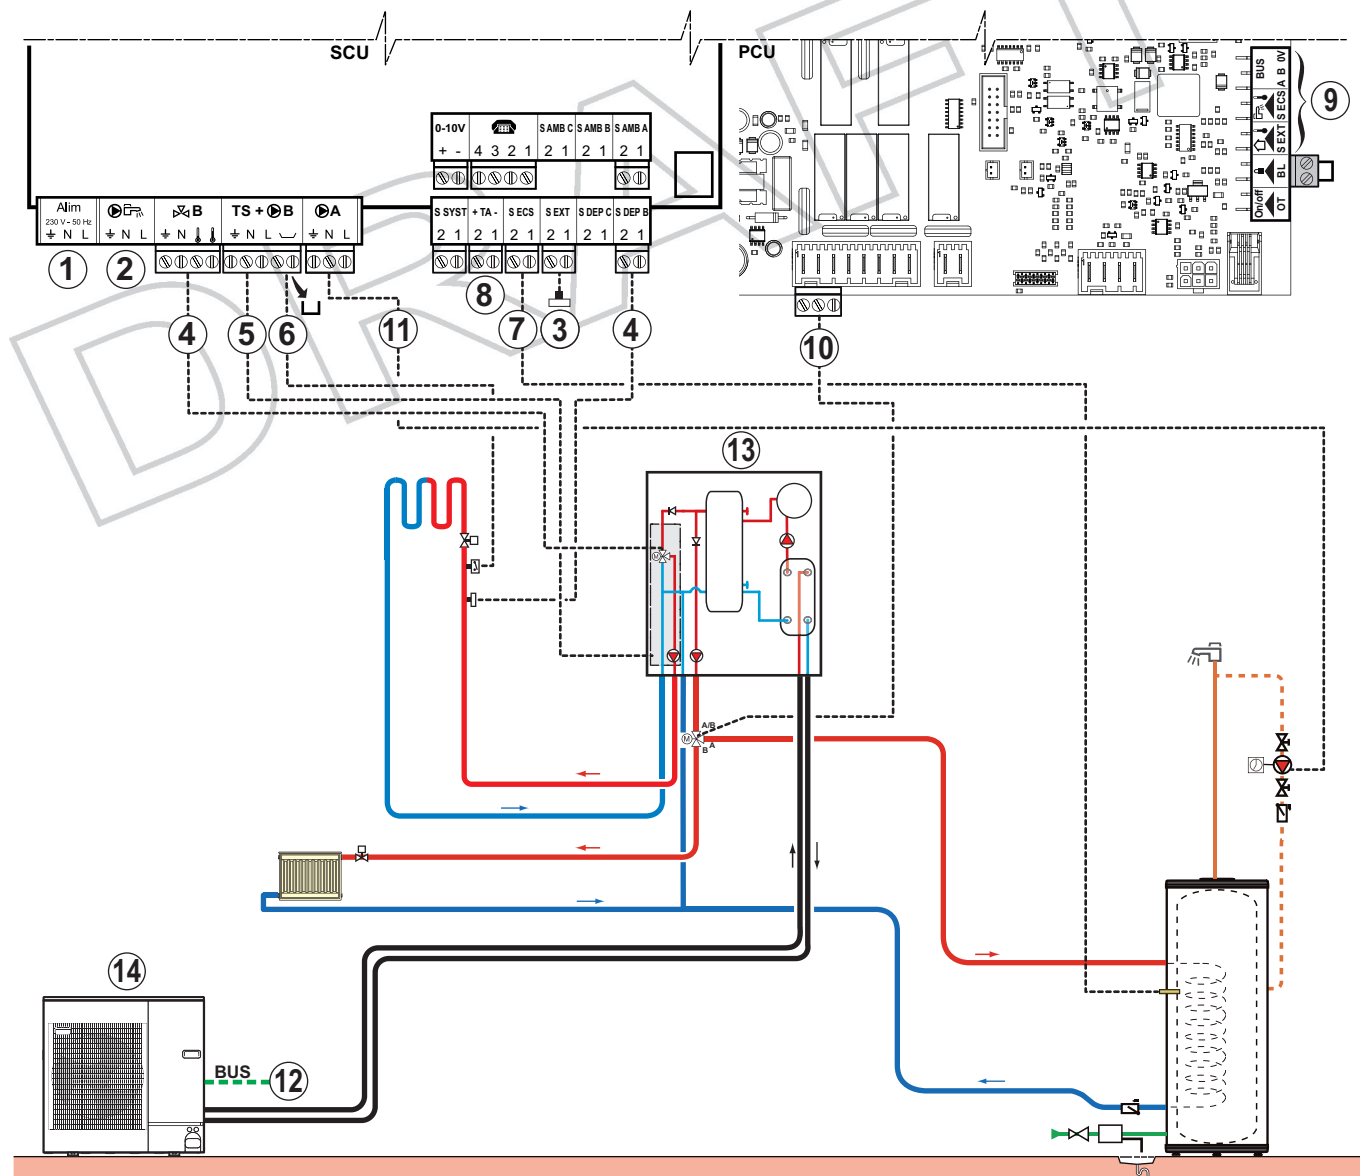 DRAFT
SCU
PCU
0-10V
S AMB C
S AMB B
S AMB A
+ -
4 3 2 1
2 1
2 1
2 1
Alim
230 V - 50 Hz
N L
N L
B
N
TS + B
N L
A
N L
S SYST
+ TA -
S ECS
S EXT
S DEP C
S DEP B
2 1
2 1
2 1
2 1
2 1
2 1
BUS
A B 0V
S ECS
S EXT
BL
On/off
OT
9
1
2
8
4
5
6
11
7
3
4
10
13
M
A/B
M
A
B
14
BUS
12